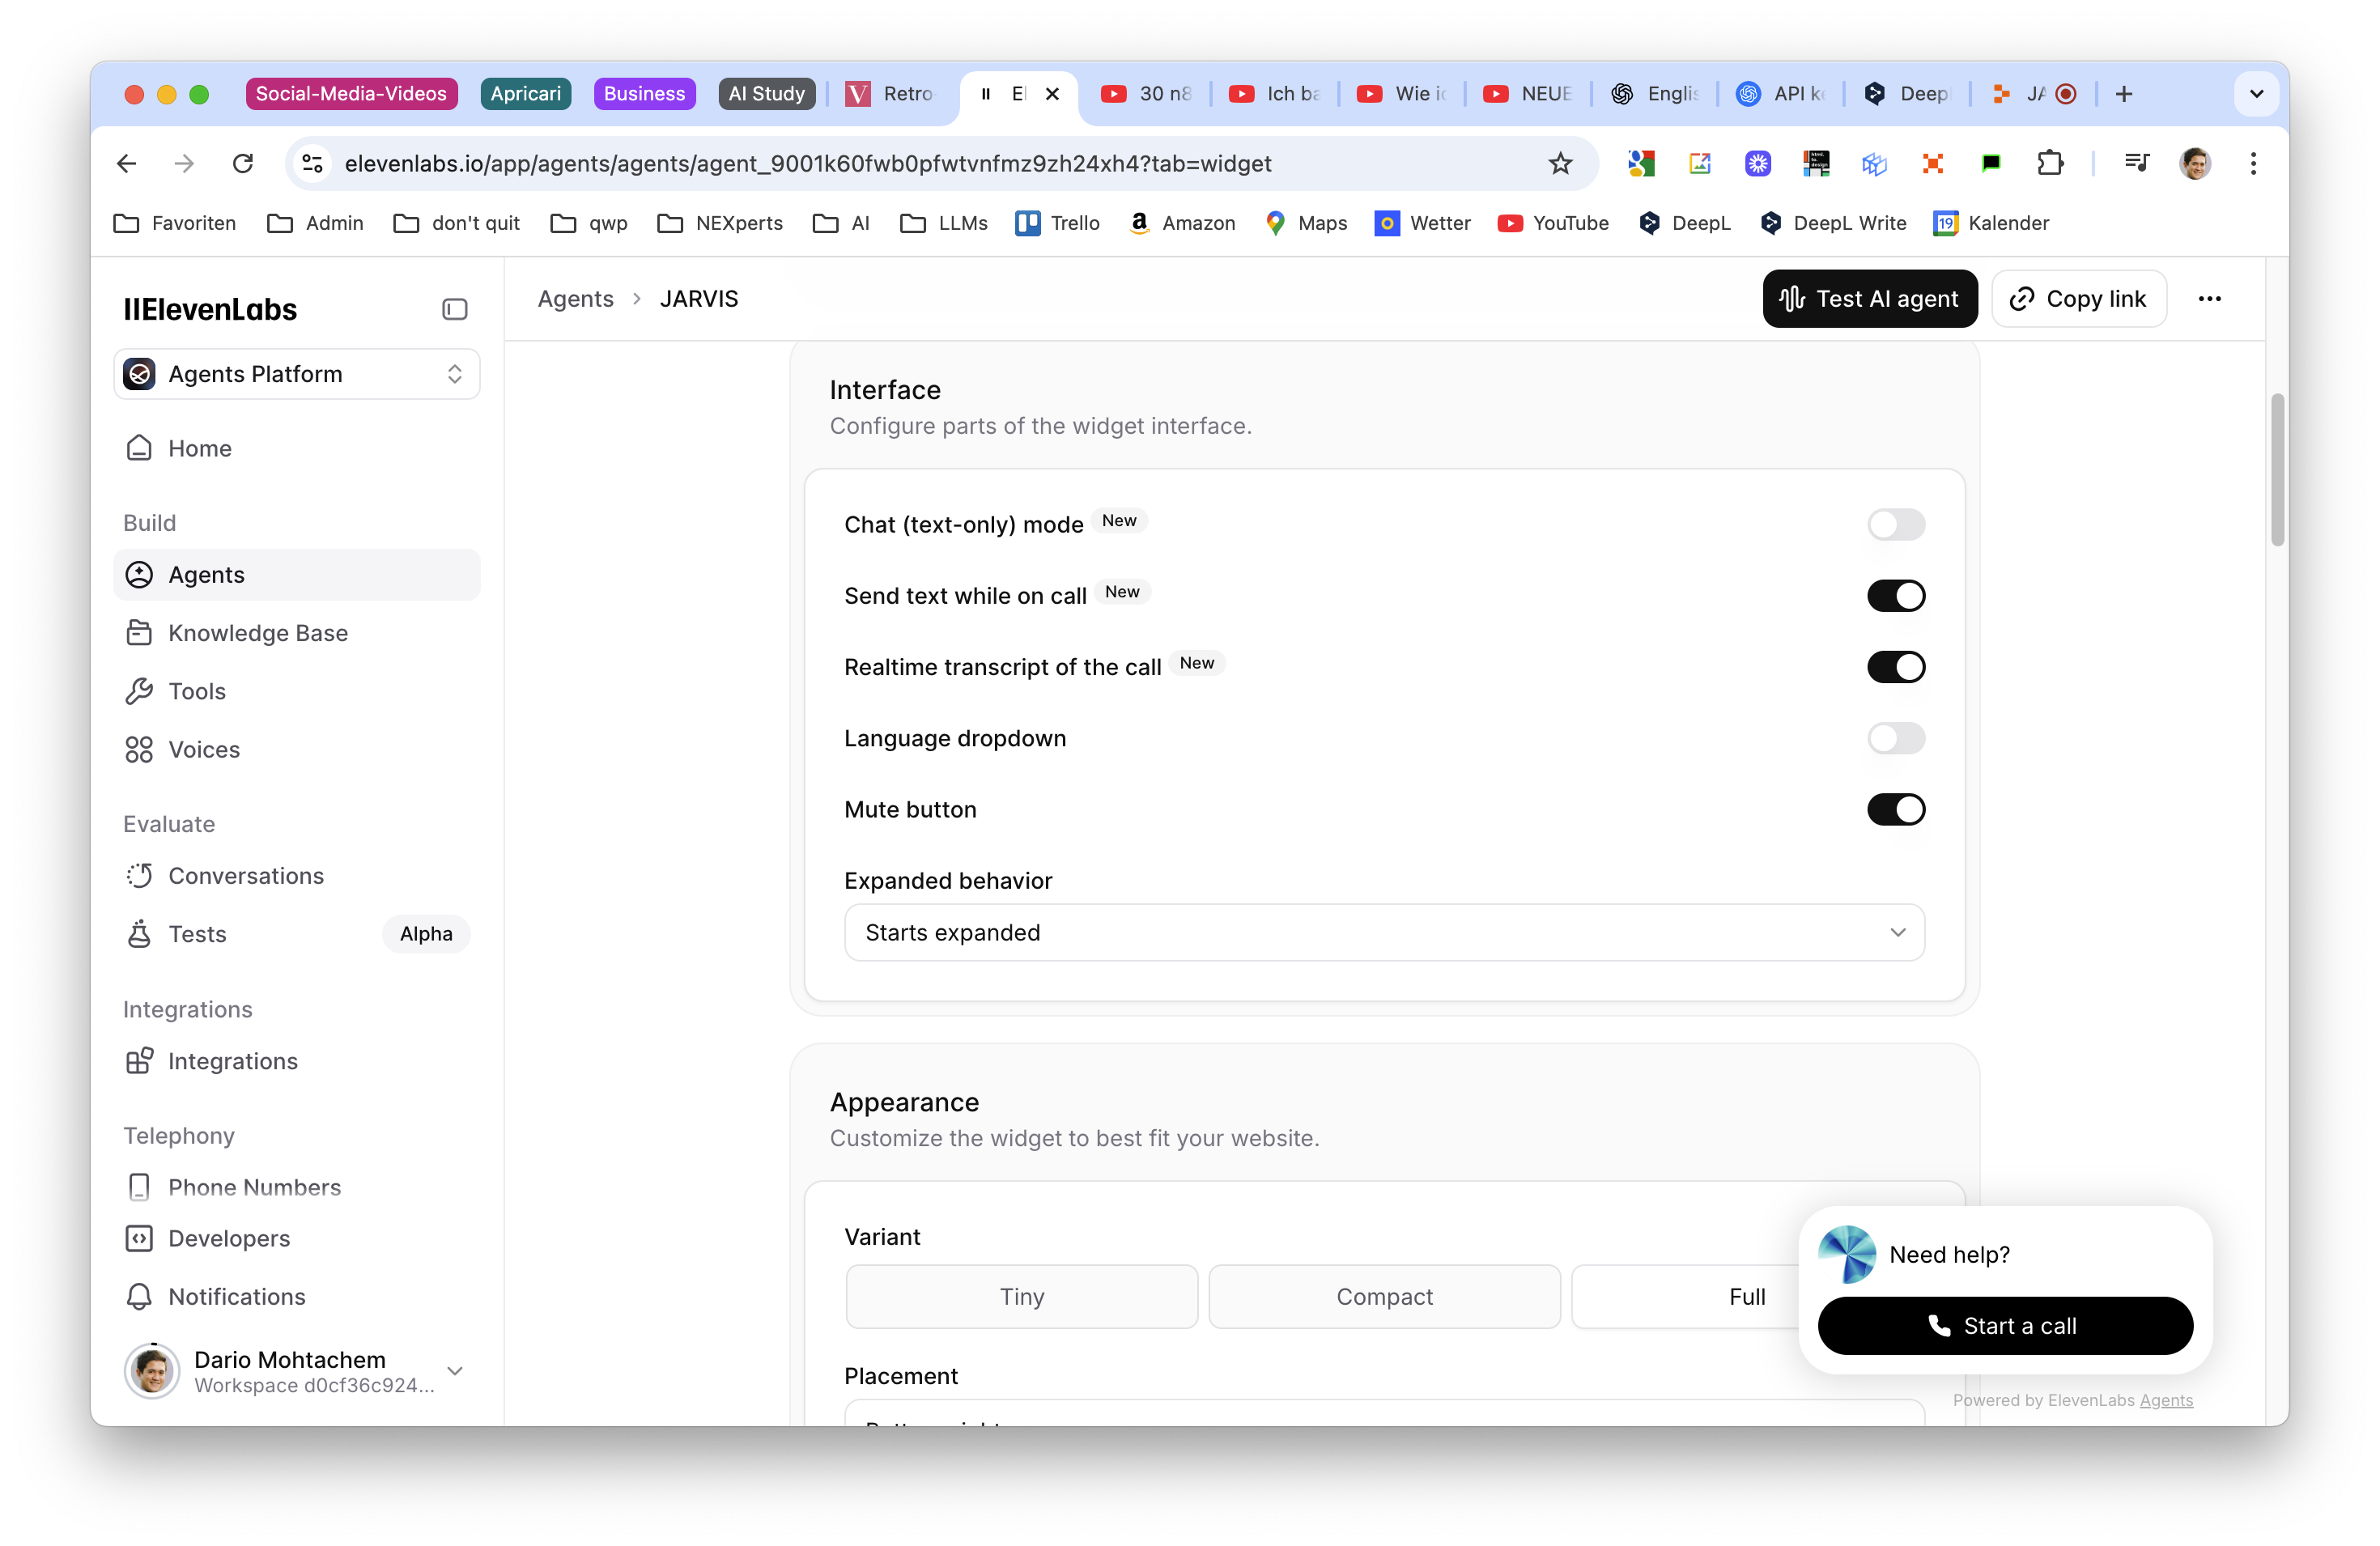 Social-Media-Videos Apricari Business AI Study Retro 30 n8 Ich ba Wie ic NEUE Englis API ke Deep JA
elevenlabs.io/app/agents/agents/agent_9001k60fwb0pfwtvnfmz9zh24xh4?tab=widget
Favoriten Admin don't quit qwp NEXperts AI LLMs Trello Amazon Maps Wetter YouTube DeepL DeepL Write 19 Kalender
IIElevenLabs
Agents Platform
Home
Build
Agents
Knowledge Base
Tools
Voices
Evaluate
Conversations
Tests Alpha
Integrations
Integrations
Telephony
Phone Numbers
Developers
Notifications
Dario Mohtachem
Workspace d0cf36c924...
Agents > JARVIS
Test AI agent
Copy link
Interface
Configure parts of the widget interface.
Chat (text-only) mode New
Send text while on call New
Realtime transcript of the call New
Language dropdown
Mute button
Expanded behavior
Starts expanded
Appearance
Customize the widget to best fit your website.
Variant
Tiny Compact Full
Placement
Need help?
Start a call
Powered by ElevenLabs Agents